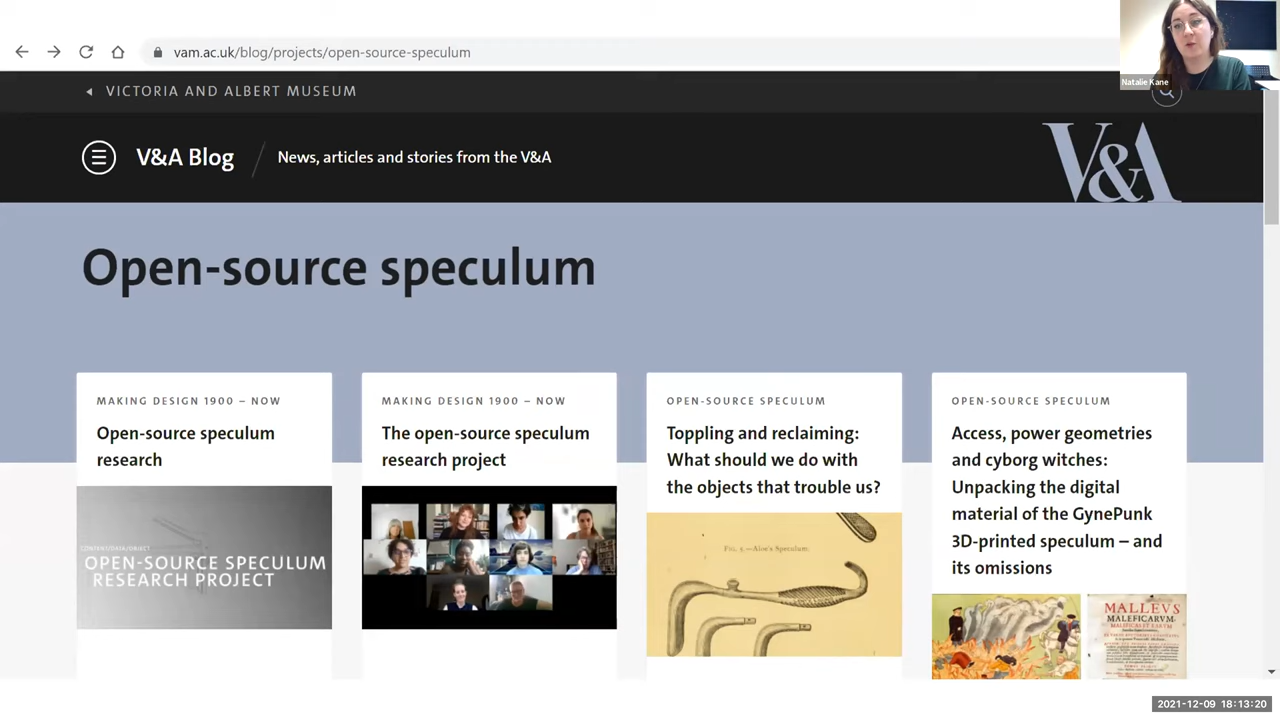 vam.ac.uk/blog/projects/open-source-speculum
Natalie Kane
VICTORIA AND ALBERT MUSEUM
V&A Blog
News, articles and stories from the V&A
V&A
Open-source speculum
MAKING DESIGN 1900 – NOW
Open-source speculum
research
OPEN-SOURCE SPECULUM
RESEARCH PROJECT
MAKING DESIGN 1900 – NOW
The open-source speculum
research project
OPEN-SOURCE SPECULUM
Toppling and reclaiming:
What should we do with
the objects that trouble us?
FIG. 5.—Aloe's Speculum.
OPEN-SOURCE SPECULUM
Access, power geometries
and cyborg witches:
Unpacking the digital
material of the GynePunk
3D-printed speculum – and
its omissions
MALLEVS
MALEFICARVM,
2021-12-09 18:13:20